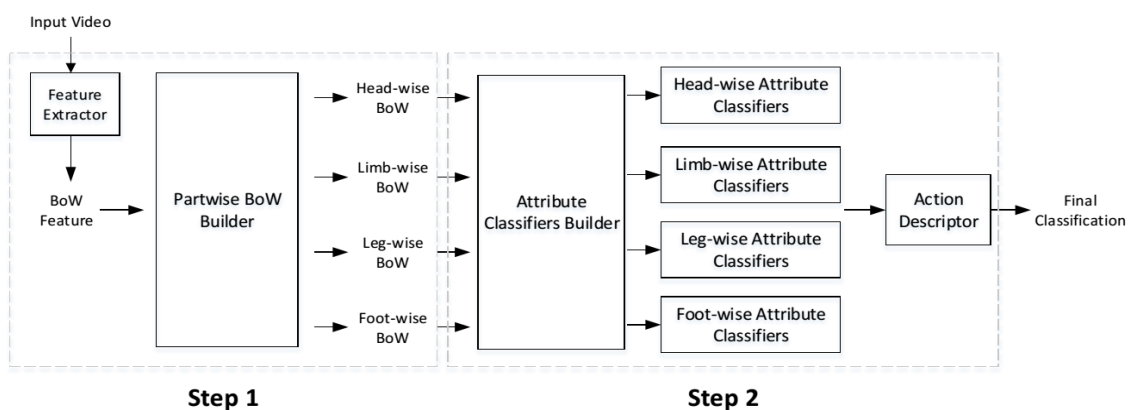 Input Video
Feature
Extractor
BoW
Feature
Partwise BoW
Builder
Head-wise
BoW
Limb-wise
BoW
Leg-wise
BoW
Foot-wise
BoW
Step 1
Attribute
Classifiers Builder
Head-wise Attribute
Classifiers
Limb-wise Attribute
Classifiers
Leg-wise Attribute
Classifiers
Foot-wise Attribute
Classifiers
Action
Descriptor
Final
Classification
Step 2